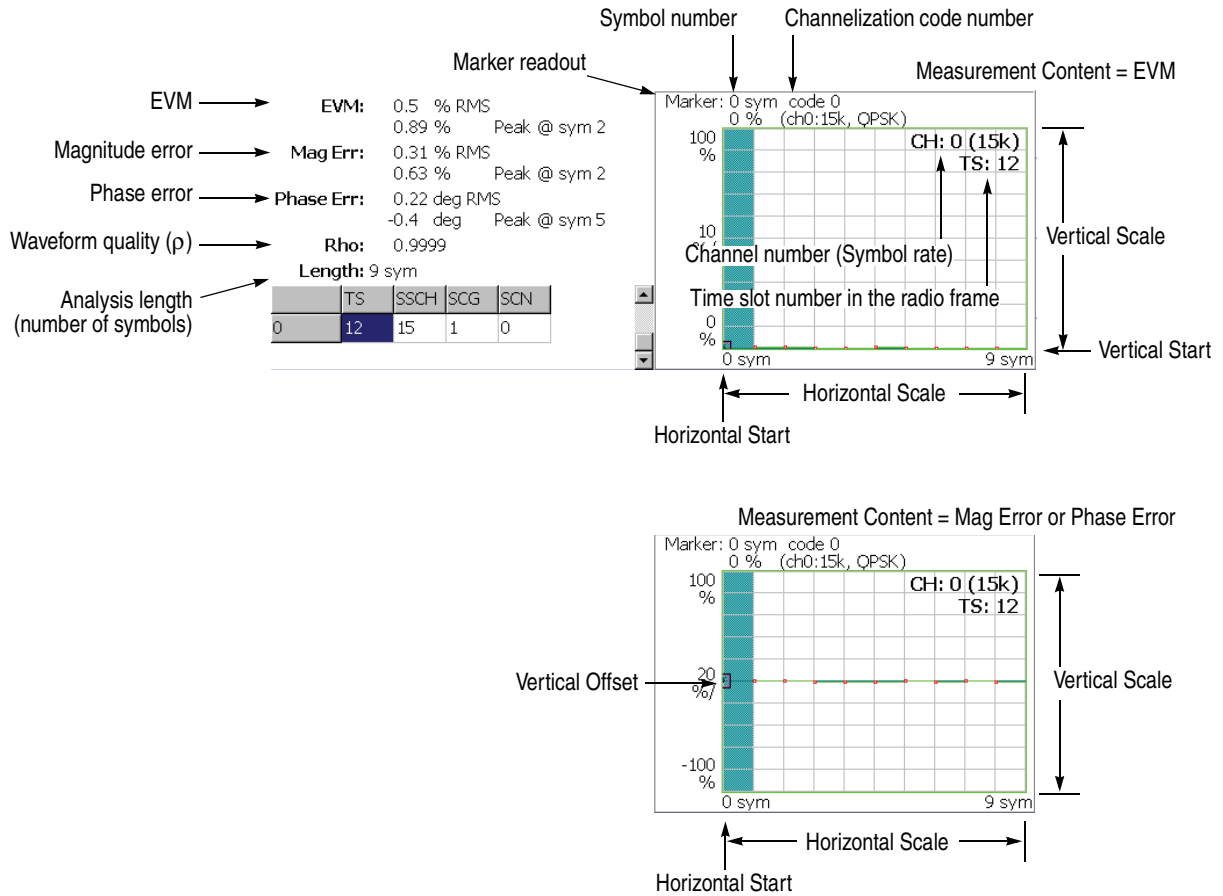 Symbol number
Channelization code number
Marker readout
Measurement Content = EVM
EVM
EVM: 0.5 % RMS
0.89 % Peak @ sym 2
Magnitude error
Mag Err: 0.31 % RMS
0.63 % Peak @ sym 2
Phase error
Phase Err: 0.22 deg RMS
-0.4 deg Peak @ sym 5
Waveform quality (ρ)
Rho: 0.9999
Length: 9 sym
Analysis length
(number of symbols)
TS SSCH SCG SCN
0 12 15 1 0
Marker: 0 sym code 0
0 % (ch0:15k, QPSK)
100
%
CH: 0 (15k)
TS: 12
10
Channel number (Symbol rate)
Time slot number in the radio frame
0
%
0 sym 9 sym
Vertical Scale
Vertical Start
Horizontal Scale
Horizontal Start
Measurement Content = Mag Error or Phase Error
Marker: 0 sym code 0
0 % (ch0:15k, QPSK)
100
%
CH: 0 (15k)
TS: 12
Vertical Offset
20
%/
Vertical Scale
-100
%
0 sym 9 sym
Horizontal Scale
Horizontal Start